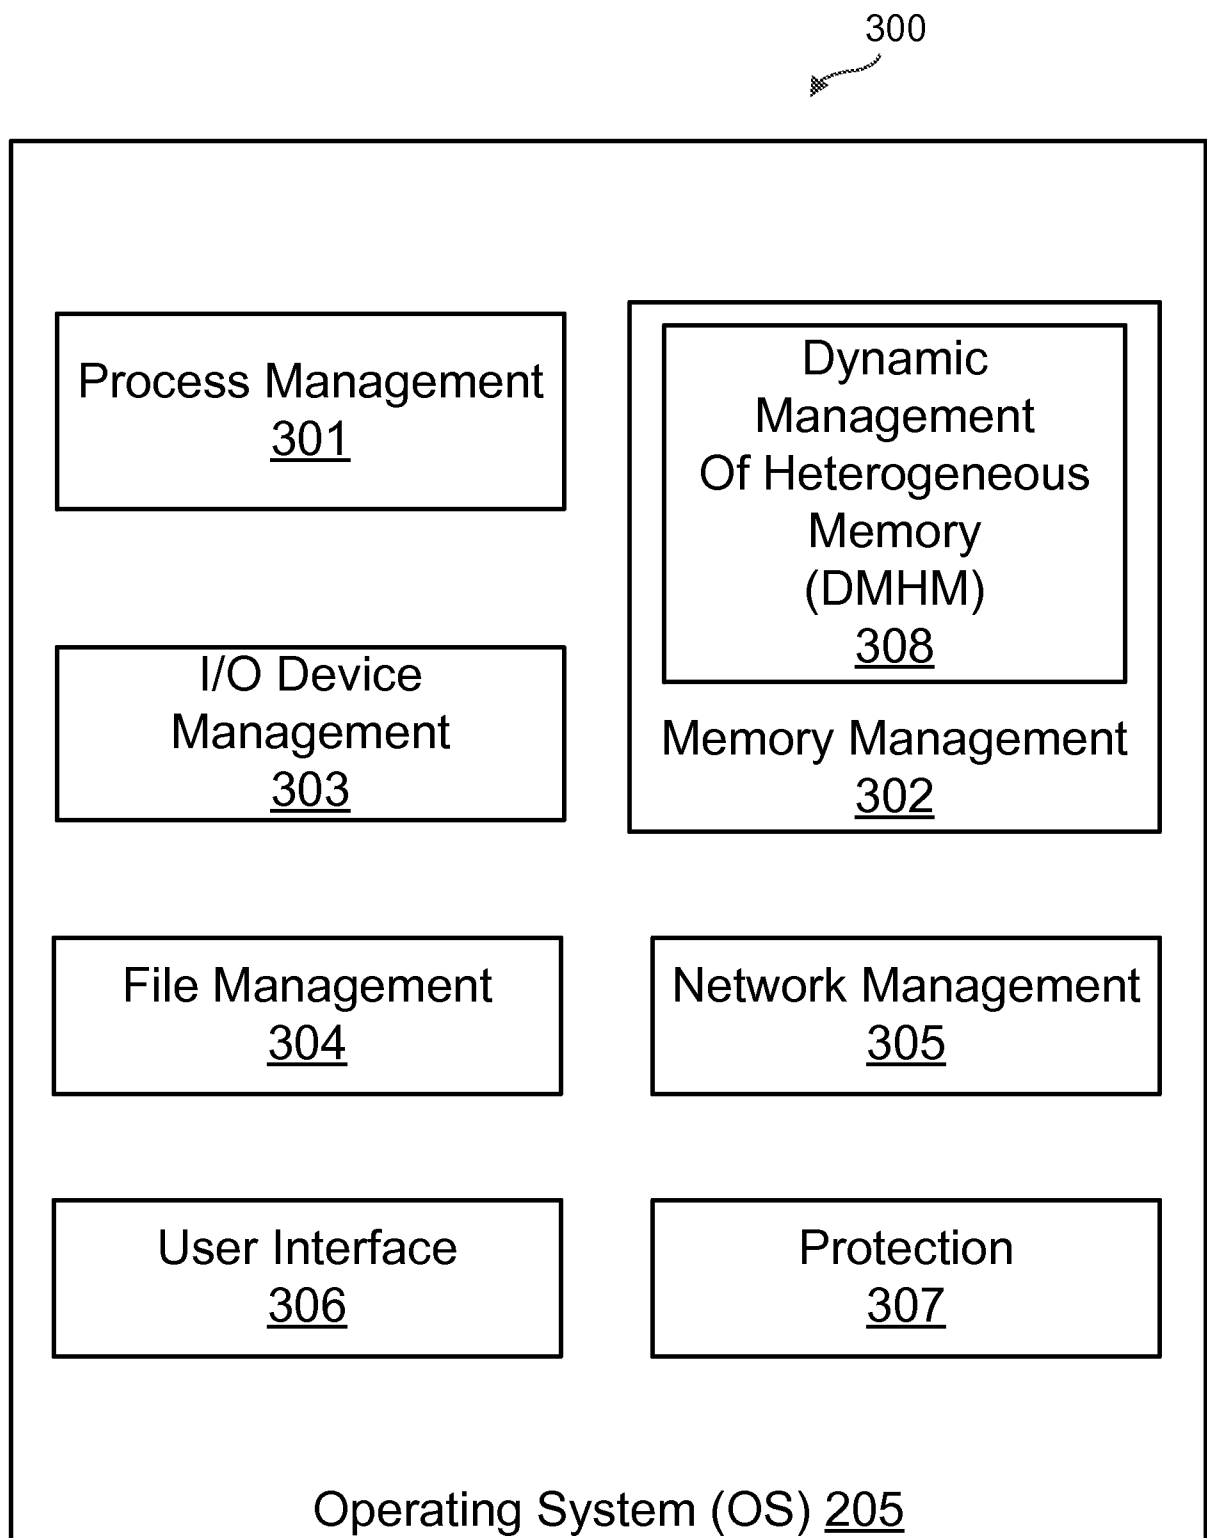 300
Process Management
301
Dynamic
Management
Of Heterogeneous
Memory
(DMHM)
308
Memory Management
302
I/O Device
Management
303
File Management
304
Network Management
305
User Interface
306
Protection
307
Operating System (OS) 205